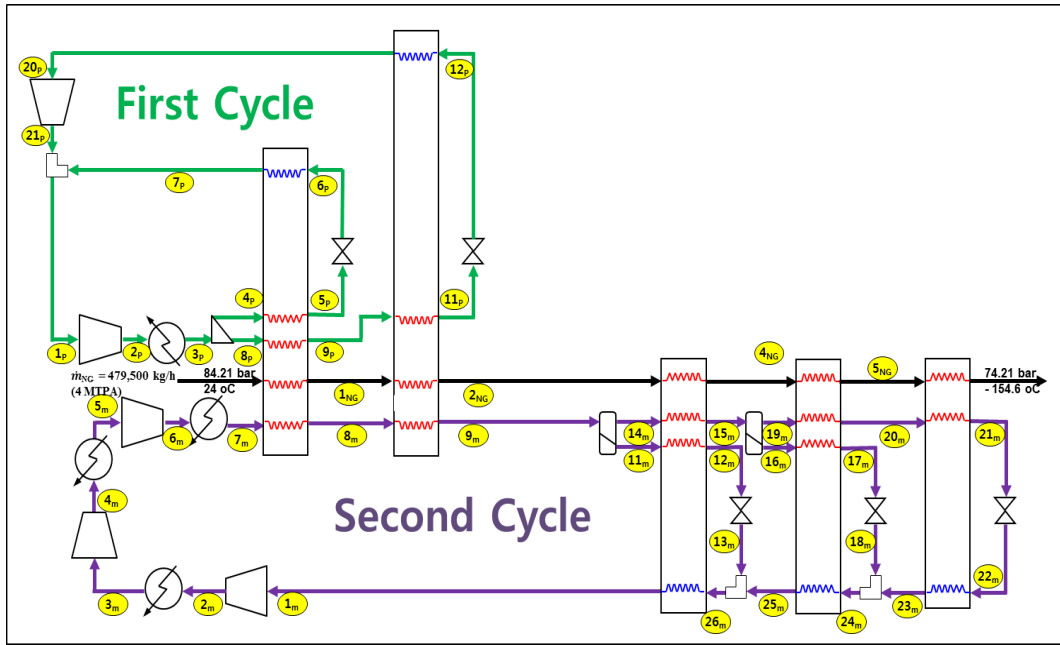 20P
12P
First Cycle
21P
7P
6P
4P
5P
11P
1P
2P
3P
8P
9P
ṁNG = 479,500 kg/h
(4 MTPA)
84.21 bar
24 oC
1NG
2NG
4NG
5NG
74.21 bar
- 154.6 oC
5m
6m
7m
8m
9m
14m
15m
19m
20m
21m
11m
12m
16m
17m
4m
Second Cycle
13m
18m
22m
3m
2m
1m
26m
25m
24m
23m